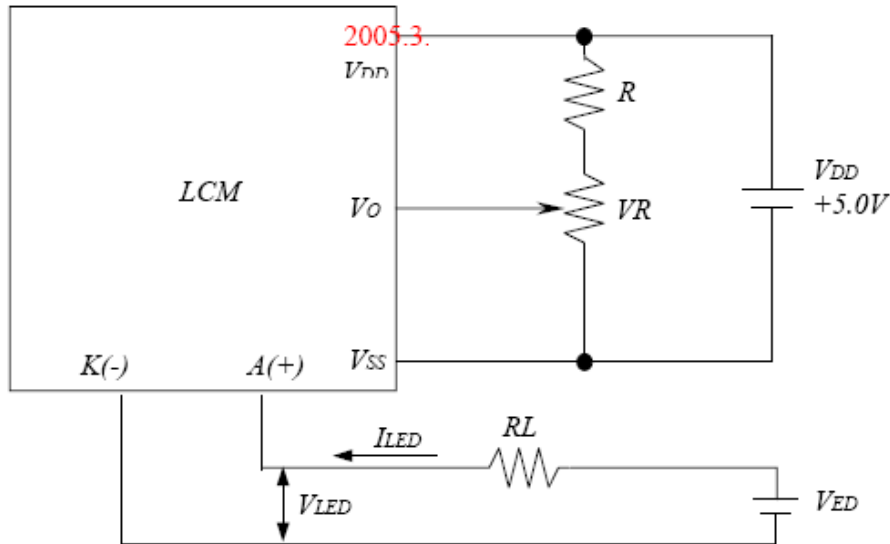 2005.3.
VDD
R
LCM
VDD
+5.0V
VO
VR
K(-)
A(+)
VSS
ILED
RL
VLED
VED